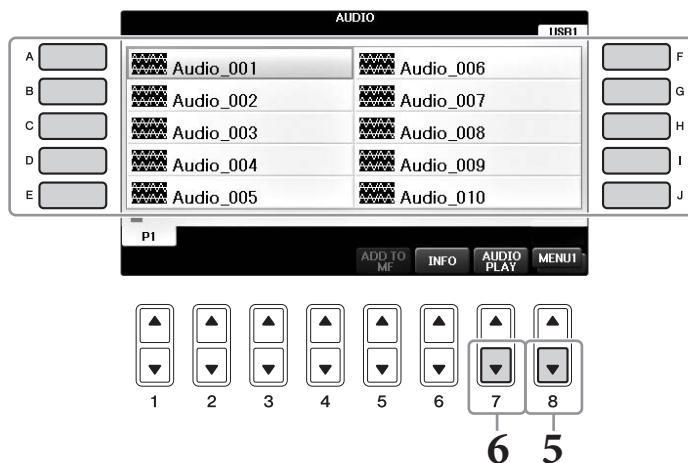 AUDIO
USB1
A
B
C
D
E
Audio_001
Audio_002
Audio_003
Audio_004
Audio_005
Audio_006
Audio_007
Audio_008
Audio_009
Audio_010
F
G
H
I
J
P1
ADD TO MF
INFO
AUDIO PLAY
MENU1
1 2 3 4 5 6 7 8
6 5